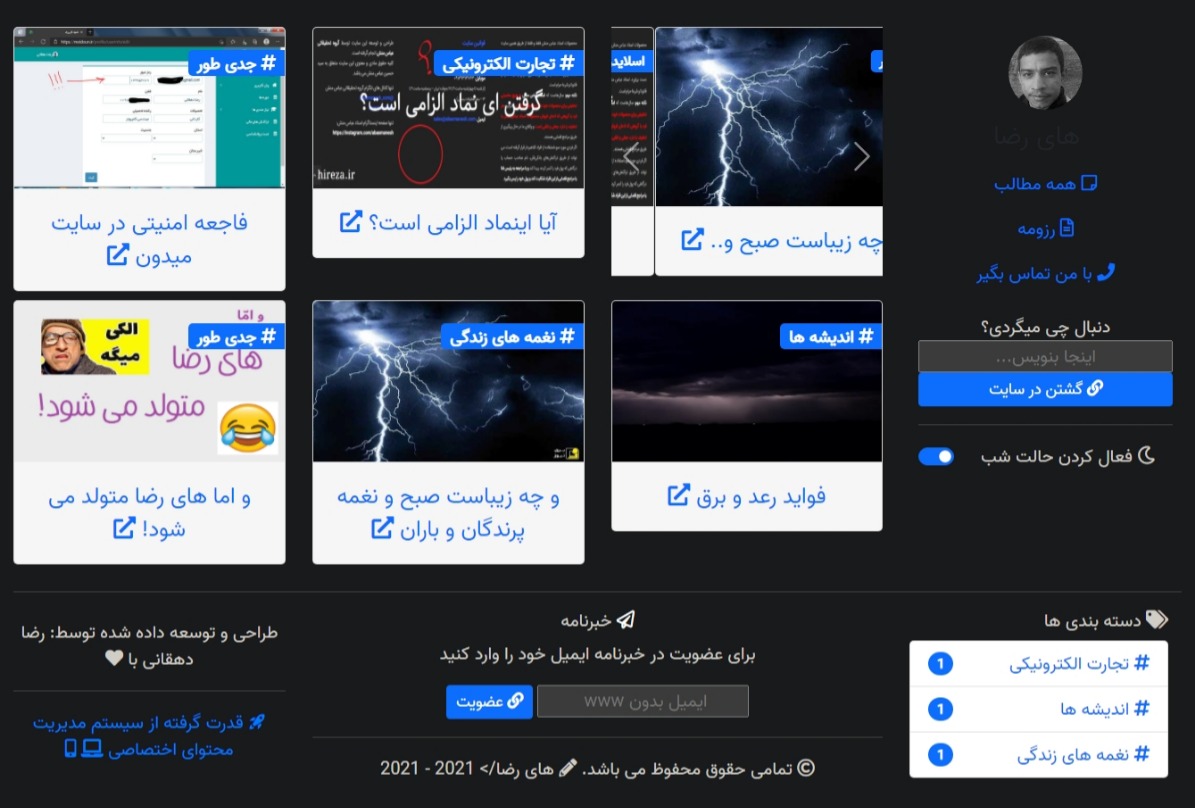 های رضا
همه مطالب
رزومه
با من تماس بگیر
دنبال چی میگردی؟
اینجا بنویس...
گشتن در سایت
فعال کردن حالت شب
اسلاید
چه زیباست صبح و..
# تجارت الکترونیکی
گرفتن ای نماد الزامی است؟
hireza.ir
آیا اینماد الزامی است؟
# جدی طور
فاجعه امنیتی در سایت
میدون
# اندیشه ها
فواید رعد و برق
# نغمه های زندگی
و چه زیباست صبح و نغمه
پرندگان و باران
# جدی طور
و امّا
الکی
میگه
های رضا
متولد می شود!
و اما های رضا متولد می
شود!
دسته بندی ها
# تجارت الکترونیکی 1
# اندیشه ها 1
# نغمه های زندگی 1
خبرنامه
برای عضویت در خبرنامه ایمیل خود را وارد کنید
ایمیل بدون www
عضویت
© تمامی حقوق محفوظ می باشد. های رضا/> 2021 - 2021
طراحی و توسعه داده شده توسط: رضا
دهقانی با
قدرت گرفته از سیستم مدیریت
محتوای اختصاصی